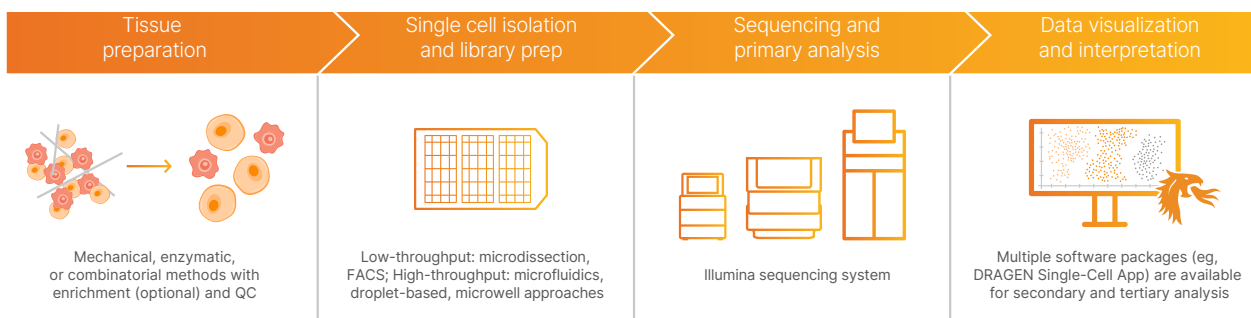 Tissue
preparation
Single cell isolation
and library prep
Sequencing and
primary analysis
Data visualization
and interpretation
Mechanical, enzymatic,
or combinatorial methods with
enrichment (optional) and QC
Low-throughput: microdissection,
FACS; High-throughput: microfluidics,
droplet-based, microwell approaches
Illumina sequencing system
Multiple software packages (eg,
DRAGEN Single-Cell App) are available
for secondary and tertiary analysis